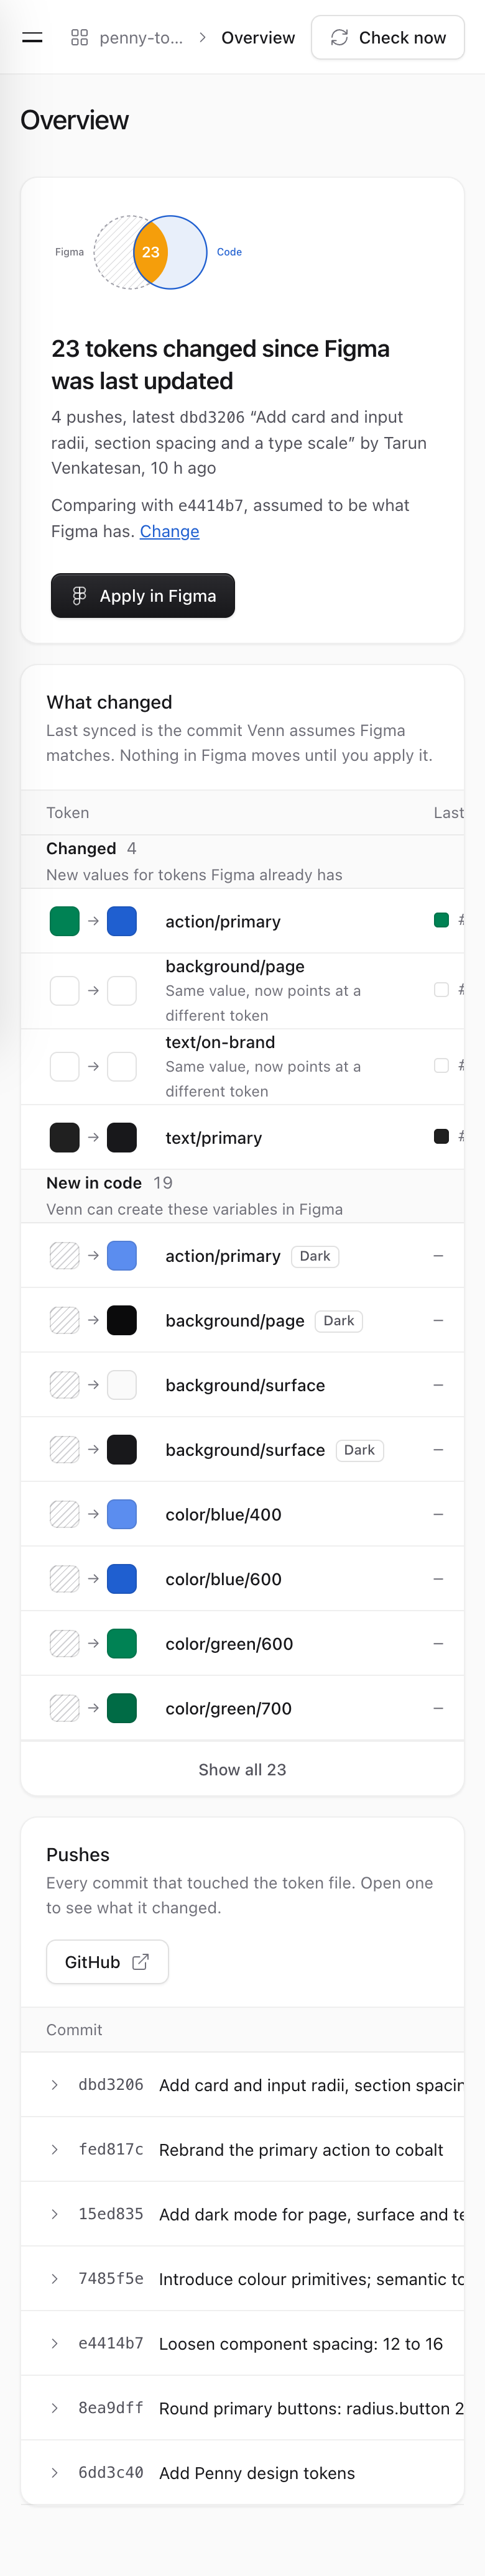 penny-to... > Overview Check now
Overview
Figma 23 Code
23 tokens changed since Figma
was last updated
4 pushes, latest dbd3206 “Add card and input
radii, section spacing and a type scale” by Tarun
Venkatesan, 10 h ago
Comparing with e4414b7, assumed to be what
Figma has. Change
Apply in Figma
What changed
Last synced is the commit Venn assumes Figma
matches. Nothing in Figma moves until you apply it.
Token Last
Changed 4
New values for tokens Figma already has
→ action/primary #
background/page
→ Same value, now points at a #
different token
text/on-brand
→ Same value, now points at a #
different token
→ text/primary #
New in code 19
Venn can create these variables in Figma
→ action/primary Dark –
→ background/page Dark –
→ background/surface –
→ background/surface Dark –
→ color/blue/400 –
→ color/blue/600 –
→ color/green/600 –
→ color/green/700 –
Show all 23
Pushes
Every commit that touched the token file. Open one
to see what it changed.
GitHub
Commit
dbd3206 Add card and input radii, section spacin
fed817c Rebrand the primary action to cobalt
15ed835 Add dark mode for page, surface and te
7485f5e Introduce colour primitives; semantic to
e4414b7 Loosen component spacing: 12 to 16
8ea9dff Round primary buttons: radius.button 2
6dd3c40 Add Penny design tokens